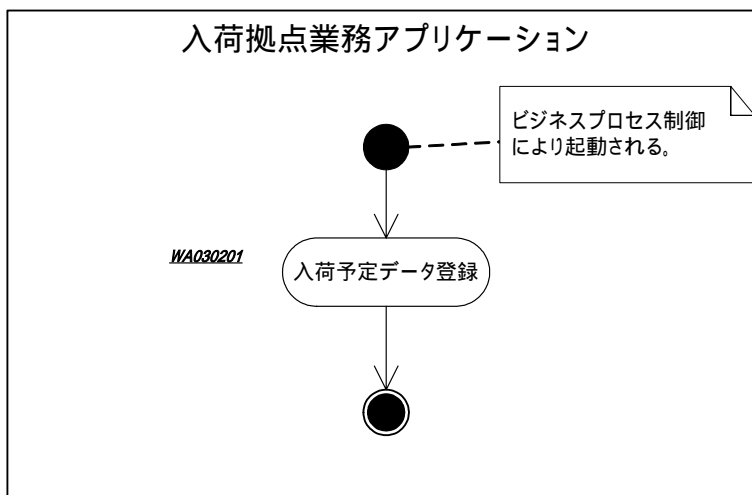 入荷拠点業務アプリケーション
ビジネスプロセス制御
により起動される。
WA030201
入荷予定データ登録